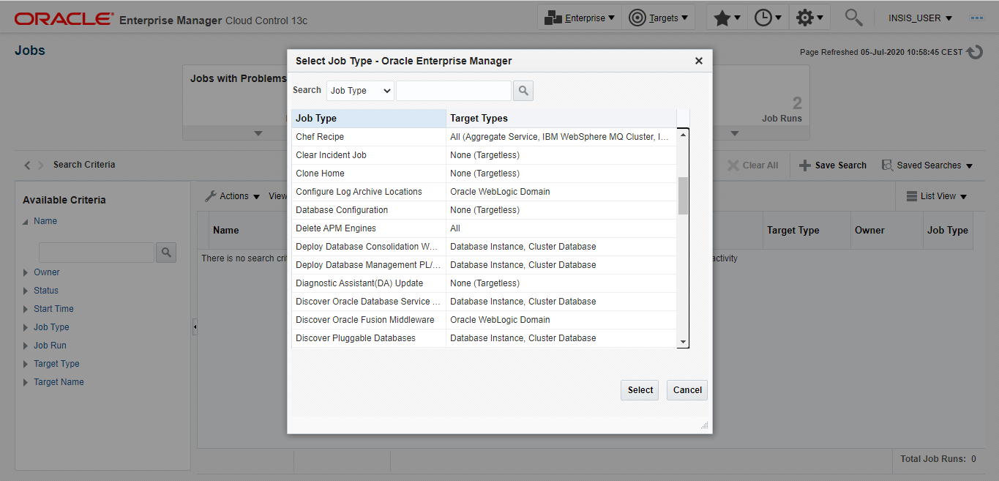 ORACLE® Enterprise Manager Cloud Control 13c
Enterprise
Targets
INSIS_USER
Jobs
Page Refreshed 05-Jul-2020 10:58:45 CEST
Jobs with Problems
2
Job Runs
Search Criteria
Clear All
Save Search
Saved Searches
Available Criteria
Name
Owner
Status
Start Time
Job Type
Job Run
Target Type
Target Name
Actions
View
List View
Name
Target Type
Owner
Job Type
There is no search
activity
Total Job Runs: 0
Select Job Type - Oracle Enterprise Manager
Search Job Type
Job Type Target Types
Chef Recipe All (Aggregate Service, IBM WebSphere MQ Cluster, I...
Clear Incident Job None (Targetless)
Clone Home None (Targetless)
Configure Log Archive Locations Oracle WebLogic Domain
Database Configuration None (Targetless)
Delete APM Engines All
Deploy Database Consolidation W... Database Instance, Cluster Database
Deploy Database Management PL/... Database Instance, Cluster Database
Diagnostic Assistant(DA) Update None (Targetless)
Discover Oracle Database Service ... Database Instance, Cluster Database
Discover Oracle Fusion Middleware Oracle WebLogic Domain
Discover Pluggable Databases Database Instance, Cluster Database
Select
Cancel